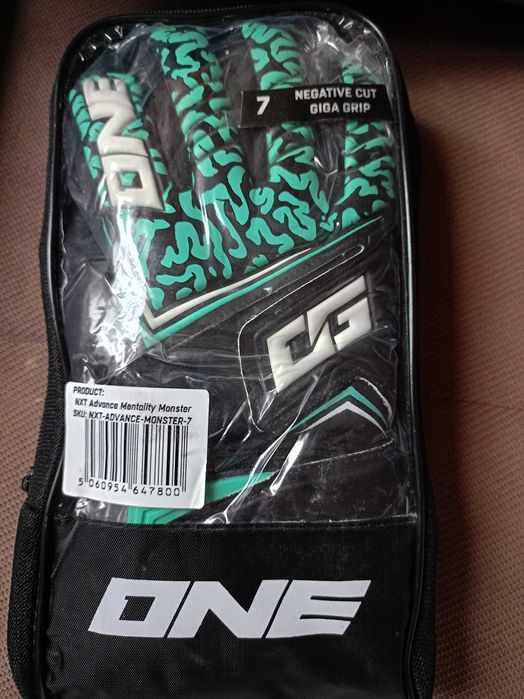 ONE
7
NEGATIVE CUT
GIGA GRIP
PRODUCT:
NXT Advance Mentality Monster
SKU: NXT-ADVANCE-MONSTER-7
5 060954 647800
ONE